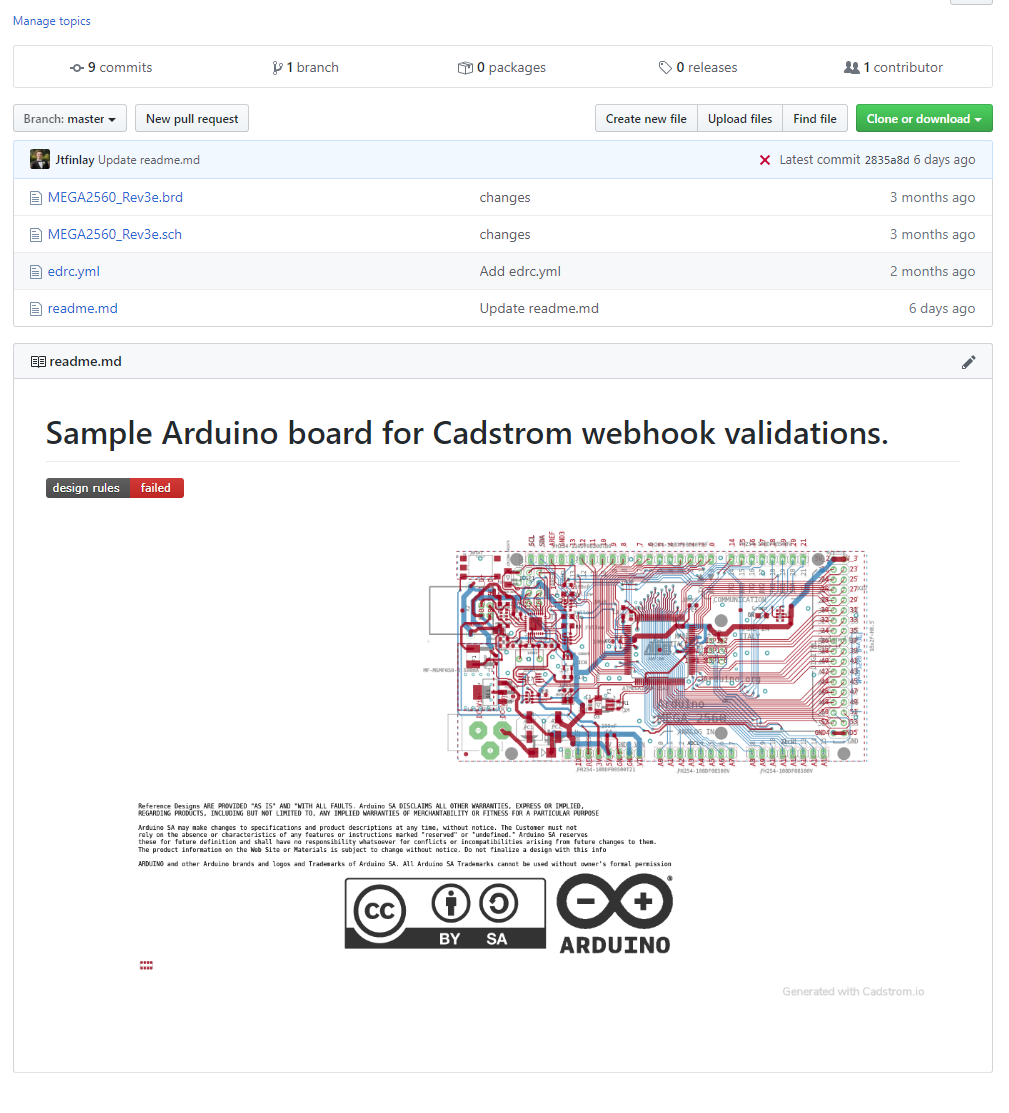 Manage topics
9 commits
1 branch
0 packages
0 releases
1 contributor
Branch: master
New pull request
Create new file
Upload files
Find file
Clone or download
Jtfinlay Update readme.md
Latest commit 2835a8d 6 days ago
MEGA2560_Rev3e.brd changes 3 months ago
MEGA2560_Rev3e.sch changes 3 months ago
edrc.yml Add edrc.yml 2 months ago
readme.md Update readme.md 6 days ago
readme.md
Sample Arduino board for Cadstrom webhook validations.
design rules failed
SCL
AREF
COMMUNICATION
ITALY
Arduino
MEGA 2560
ANALOG IN
Reference Designs ARE PROVIDED "AS IS" AND "WITH ALL FAULTS. Arduino SA DISCLAIMS ALL OTHER WARRANTIES, EXPRESS OR IMPLIED,
REGARDING PRODUCTS, INCLUDING BUT NOT LIMITED TO, ANY IMPLIED WARRANTIES OF MERCHANTABILITY OR FITNESS FOR A PARTICULAR PURPOSE
Arduino SA may make changes to specifications and product descriptions at any time, without notice. The Customer must not
rely on the absence or characteristics of any features or instructions marked "reserved" or "undefined." Arduino SA reserves
these for future definition and shall have no responsibility whatsoever for conflicts or incompatibilities arising from future changes to them.
The product information on the Web Site or Materials is subject to change without notice. Do not finalize a design with this info
ARDUINO and other Arduino brands and logos and Trademarks of Arduino SA. All Arduino SA Trademarks cannot be used without owner's formal permission
CC
BY SA
ARDUINO
Generated with Cadstrom.io